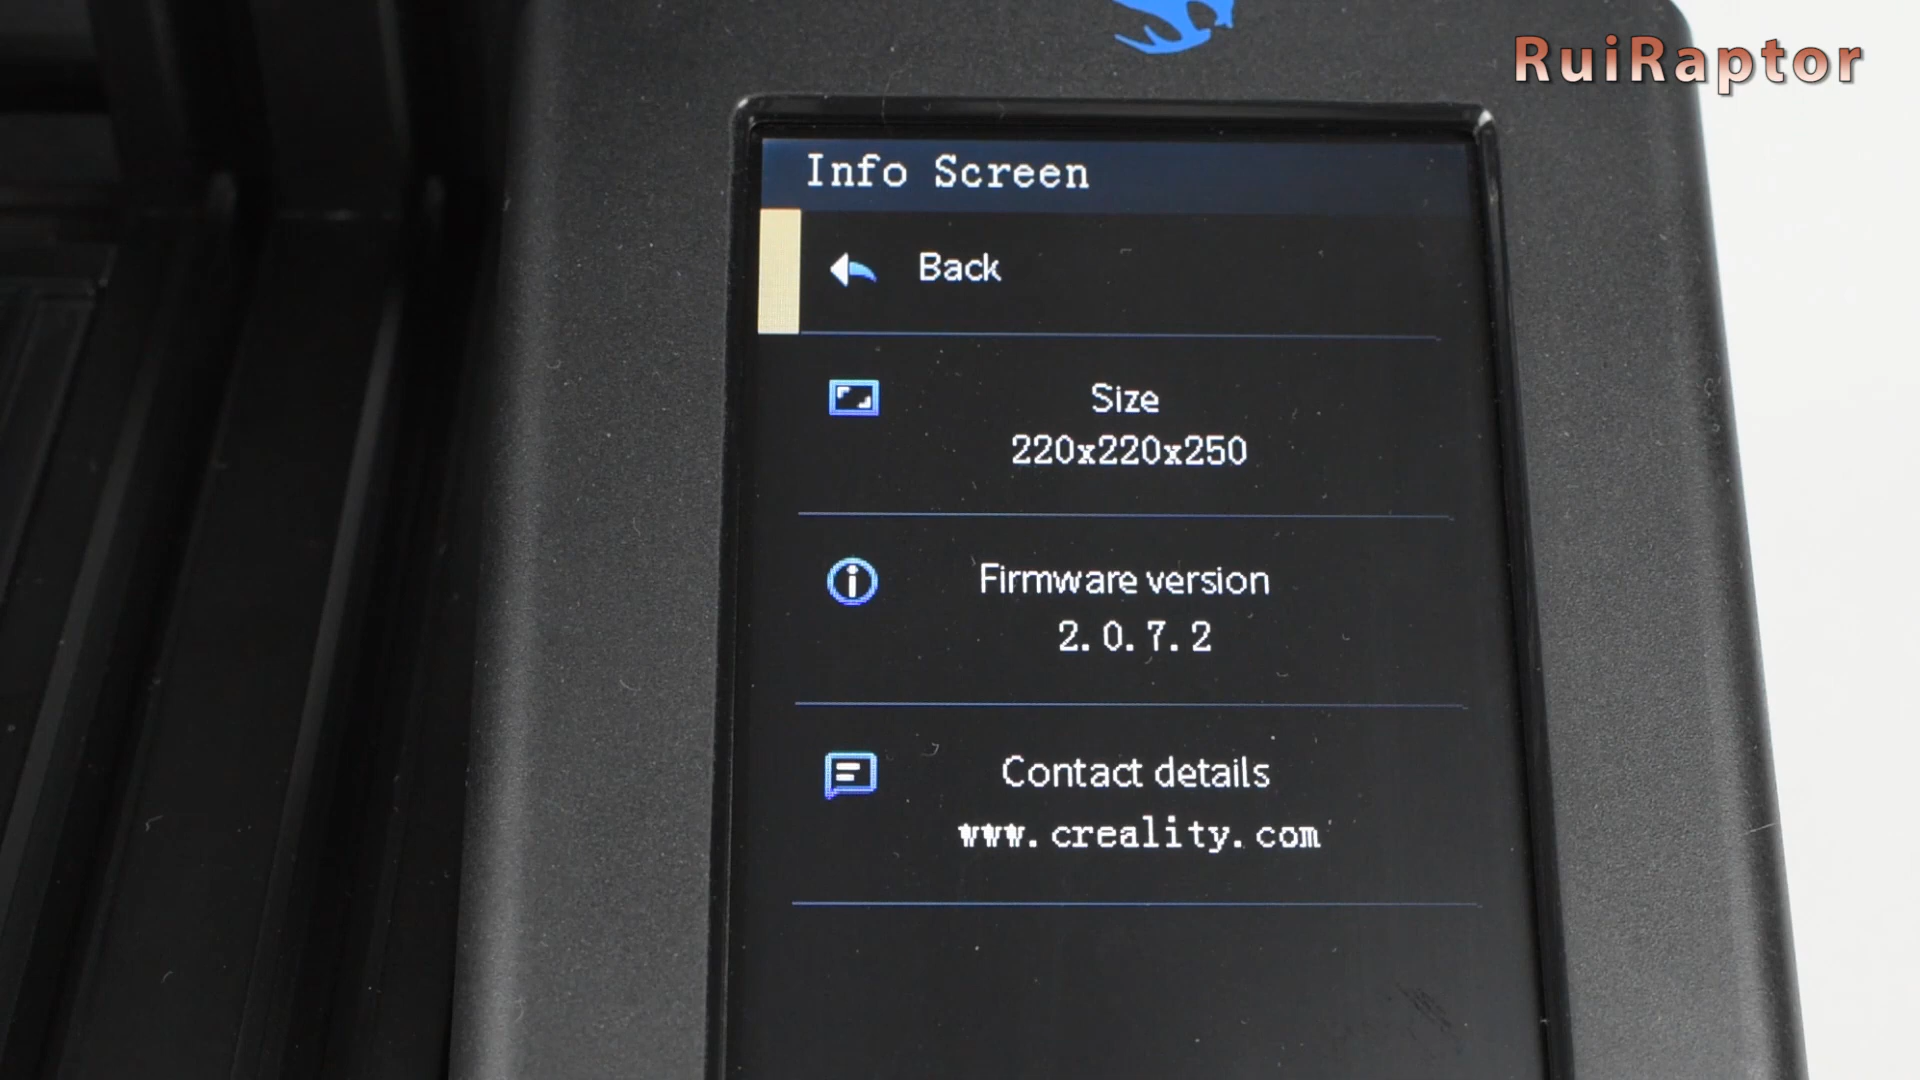 RuiRaptor
Info Screen
Back
Size
220x220x250
Firmware version
2.0.7.2
Contact details
www.creality.com